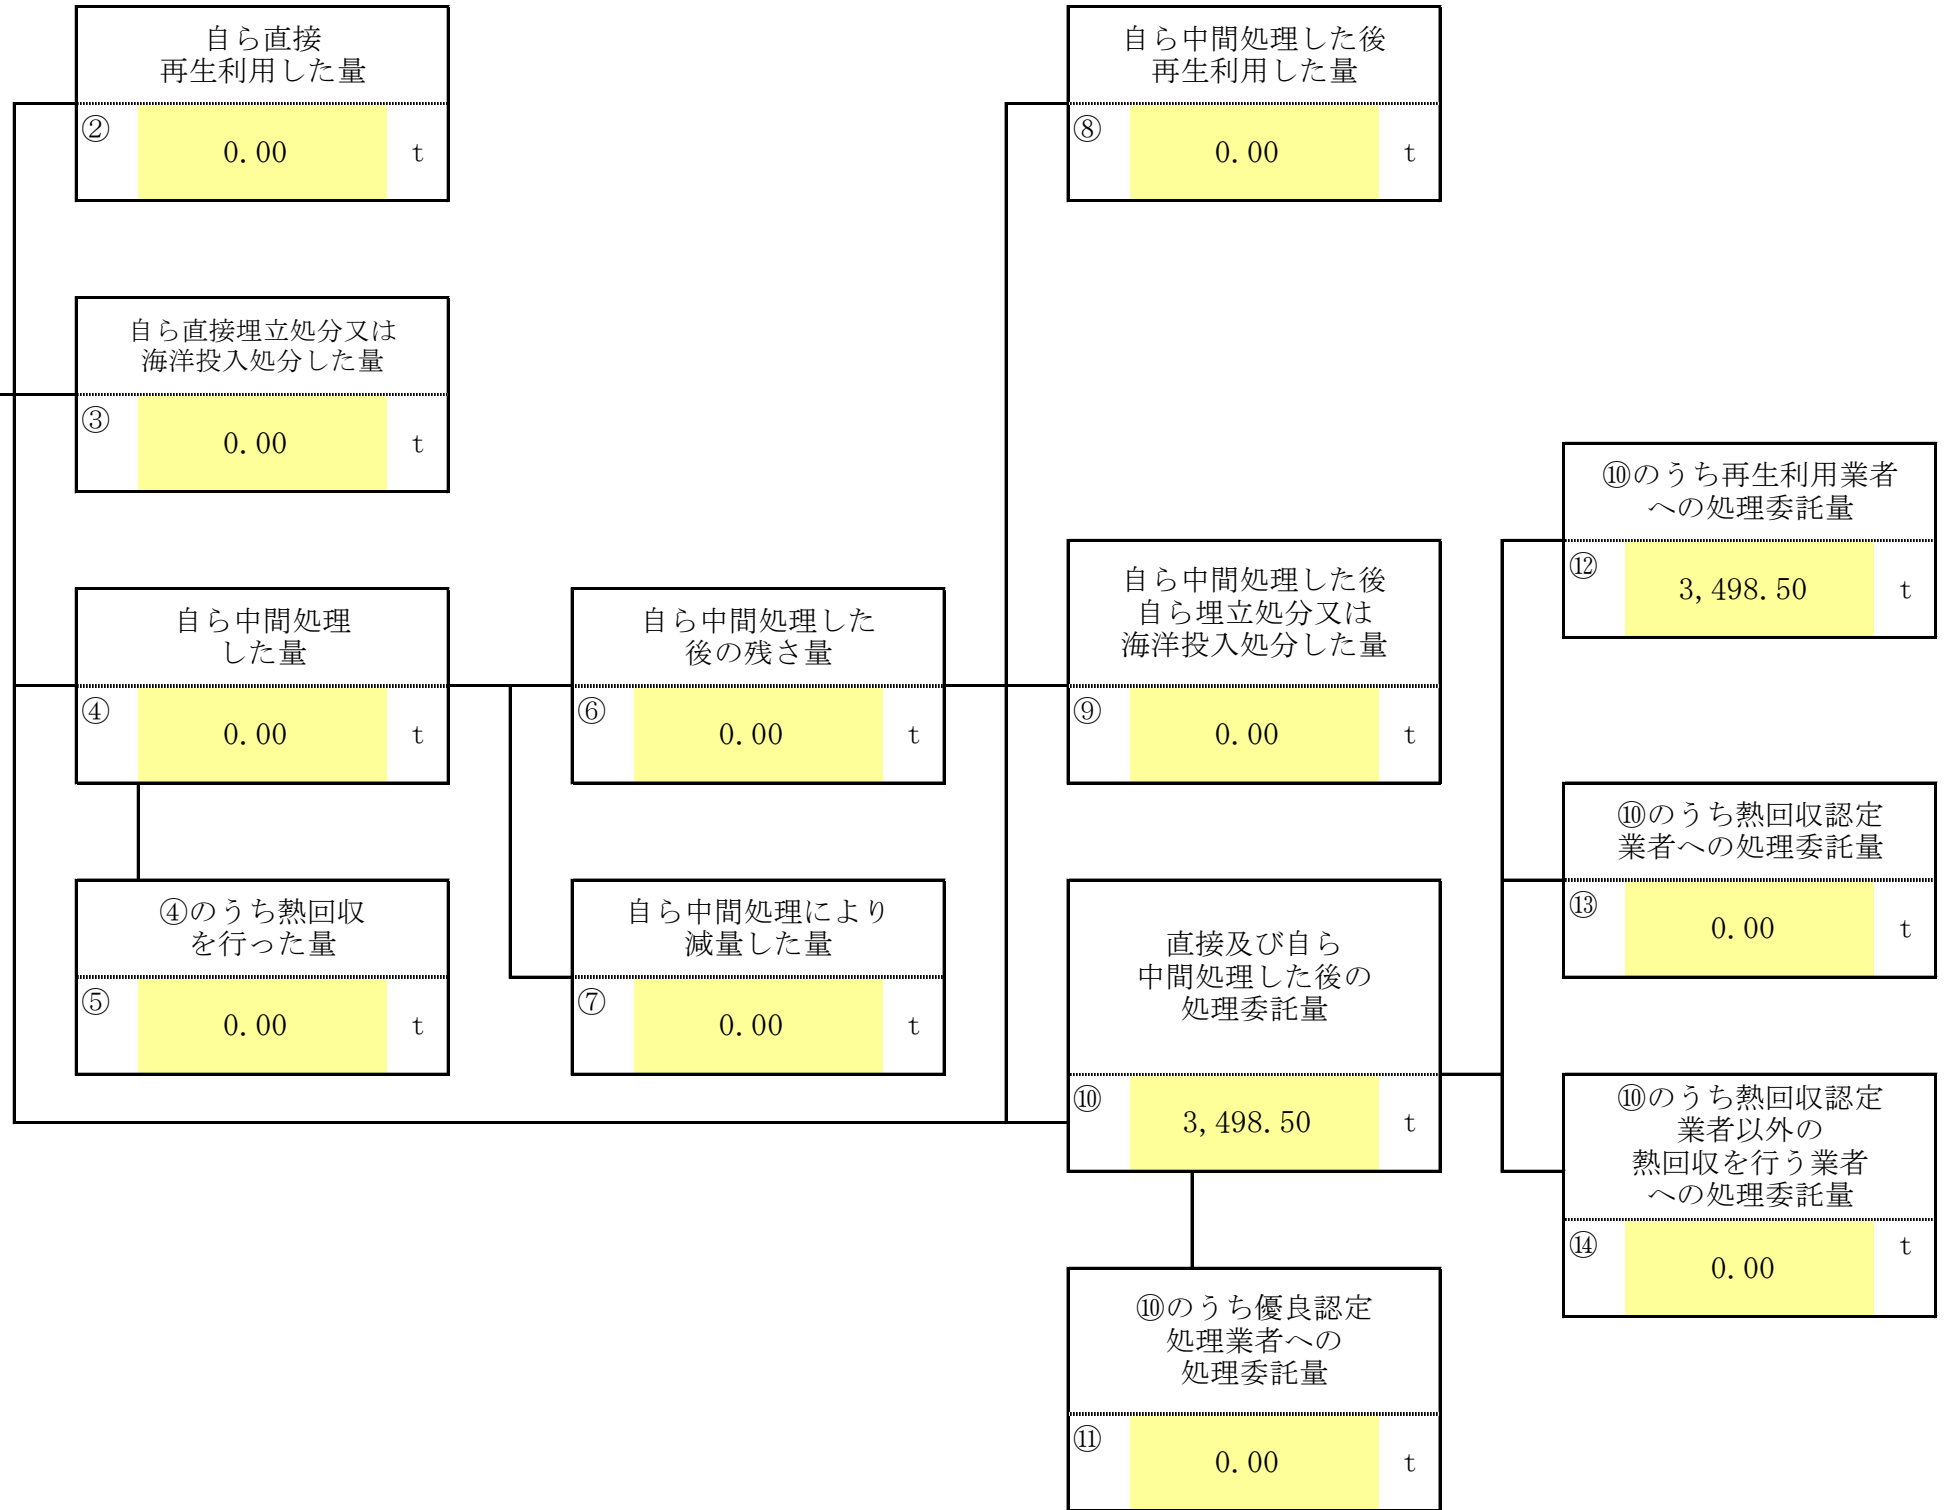 自ら直接
再生利用した量
②
0.00
t
自ら中間処理した後
再生利用した量
⑧
0.00
t
自ら直接埋立処分又は
海洋投入処分した量
③
0.00
t
⑩のうち再生利用業者
への処理委託量
⑫
3,498.50
t
自ら中間処理
した量
④
0.00
t
自ら中間処理した
後の残さ量
⑥
0.00
t
自ら中間処理した後
自ら埋立処分又は
海洋投入処分した量
⑨
0.00
t
⑩のうち熱回収認定
業者への処理委託量
⑬
0.00
t
④のうち熱回収
を行った量
⑤
0.00
t
自ら中間処理により
減量した量
⑦
0.00
t
直接及び自ら
中間処理した後の
処理委託量
⑩
3,498.50
t
⑩のうち熱回収認定
業者以外の
熱回収を行う業者
への処理委託量
⑭
0.00
t
⑩のうち優良認定
処理業者への
処理委託量
⑪
0.00
t